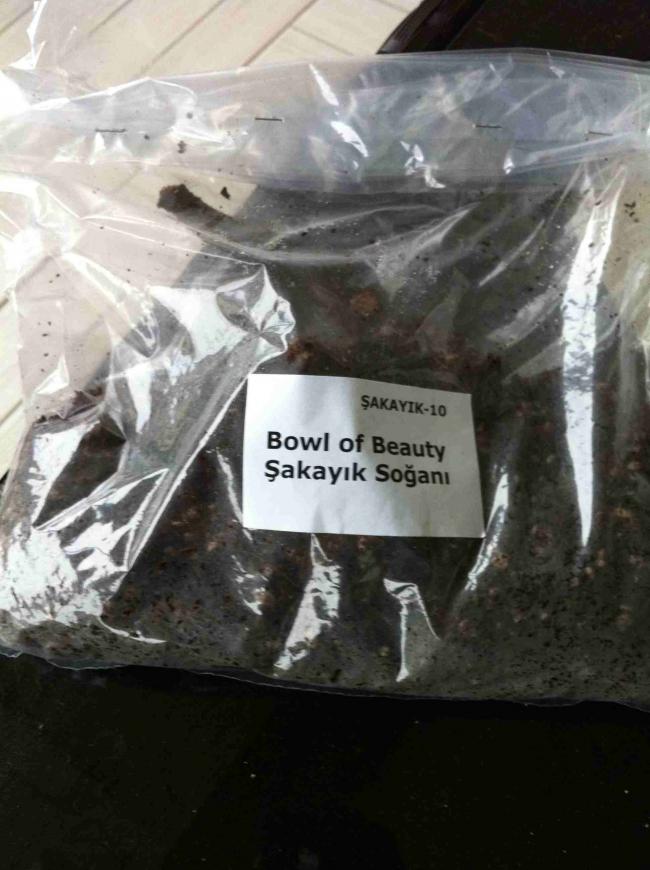 ŞAKAYIK-10
Bowl of Beauty
Şakayık Soğanı